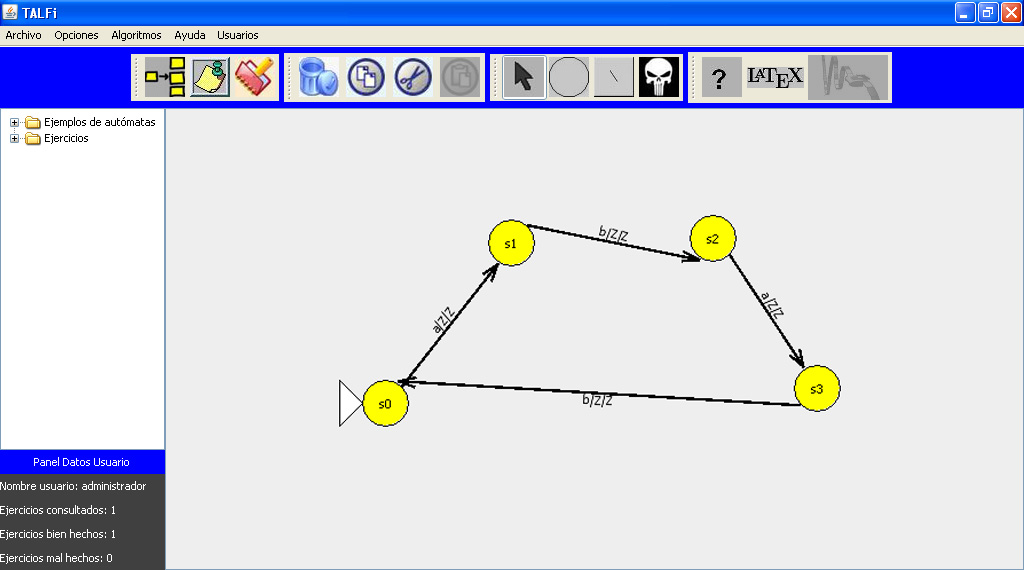 TALFi
Archivo Opciones Algoritmos Ayuda Usuarios
? LATEX
Ejemplos de autómatas
Ejercicios
s1
b/Z/Z
s2
a/Z/Z
a/Z/Z
s0
b/Z/Z
s3
Panel Datos Usuario
Nombre usuario: administrador
Ejercicios consultados: 1
Ejercicios bien hechos: 1
Ejercicios mal hechos: 0